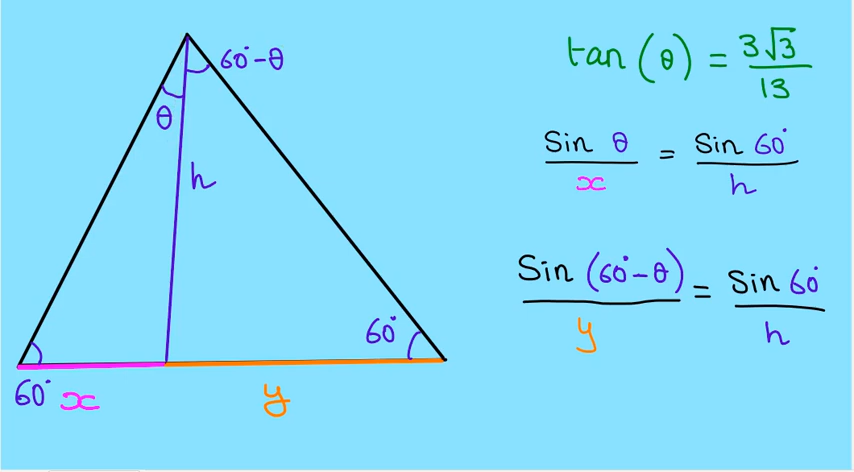 60°-θ
θ
h
60°
60°
x
y
tan(θ) = 3√3/13
Sin θ/x = Sin 60°/h
Sin (60°-θ)/y = Sin 60°/h